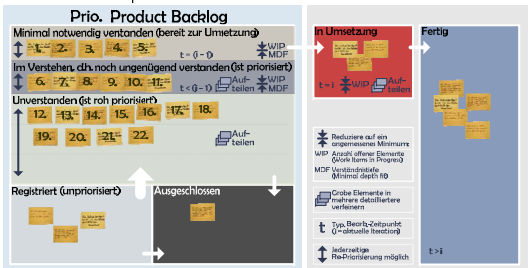 Prio. Product Backlog
Minimal notwendig verstanden (bereit zur Umsetzung)
1. 2. 3. 4. 5.
t = (i - 1)
WIP
MDF
Im Verstehen, d.h. noch ungenügend verstanden (ist priorisiert)
6. 7. 8. 9. 10. 11.
t < (i - 1)
Auf-
teilen
WIP
MDF
Unverstanden (ist roh priorisiert)
12. 13. 14. 15. 16. 17. 18.
19. 20. 21. 22.
Auf-
teilen
Registriert (unpriorisiert)
Ausgeschlossen
In Umsetzung
t = i
WIP
Auf-
teilen
Fertig
t > i
Reduziere auf ein
angemessenes Minimum:
WIP Anzahl offener Elemente
(Work Items in Progress)
MDF Verständnistiefe
(Minimal depth fit)
Grobe Elemente in
mehrere detailliertere
verfeinern
t Typ. Bearb.-Zeitpunkt
(i = aktuelle Iteration)
Jederzeitige
Re-Priorisierung möglich